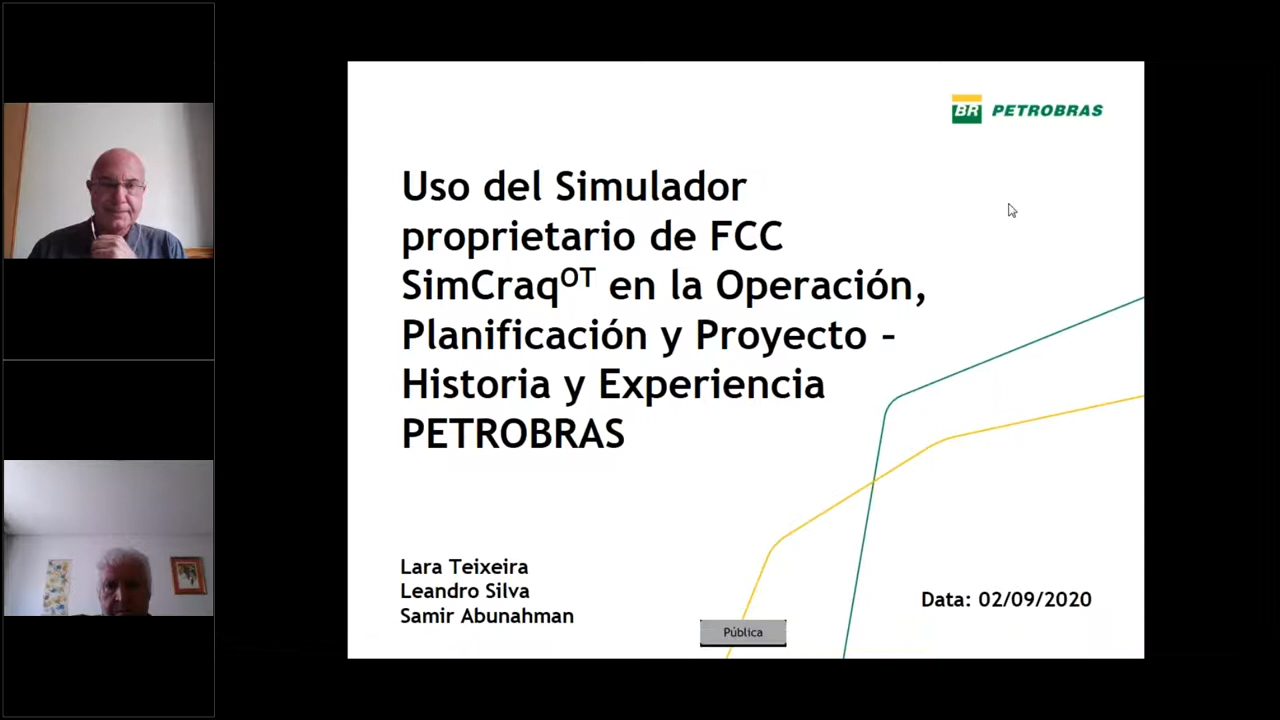 BR PETROBRAS
Uso del Simulador
proprietario de FCC
SimCraqOT en la Operación,
Planificación y Proyecto –
Historia y Experiencia
PETROBRAS
Lara Teixeira
Leandro Silva
Samir Abunahman
Data: 02/09/2020
Pública